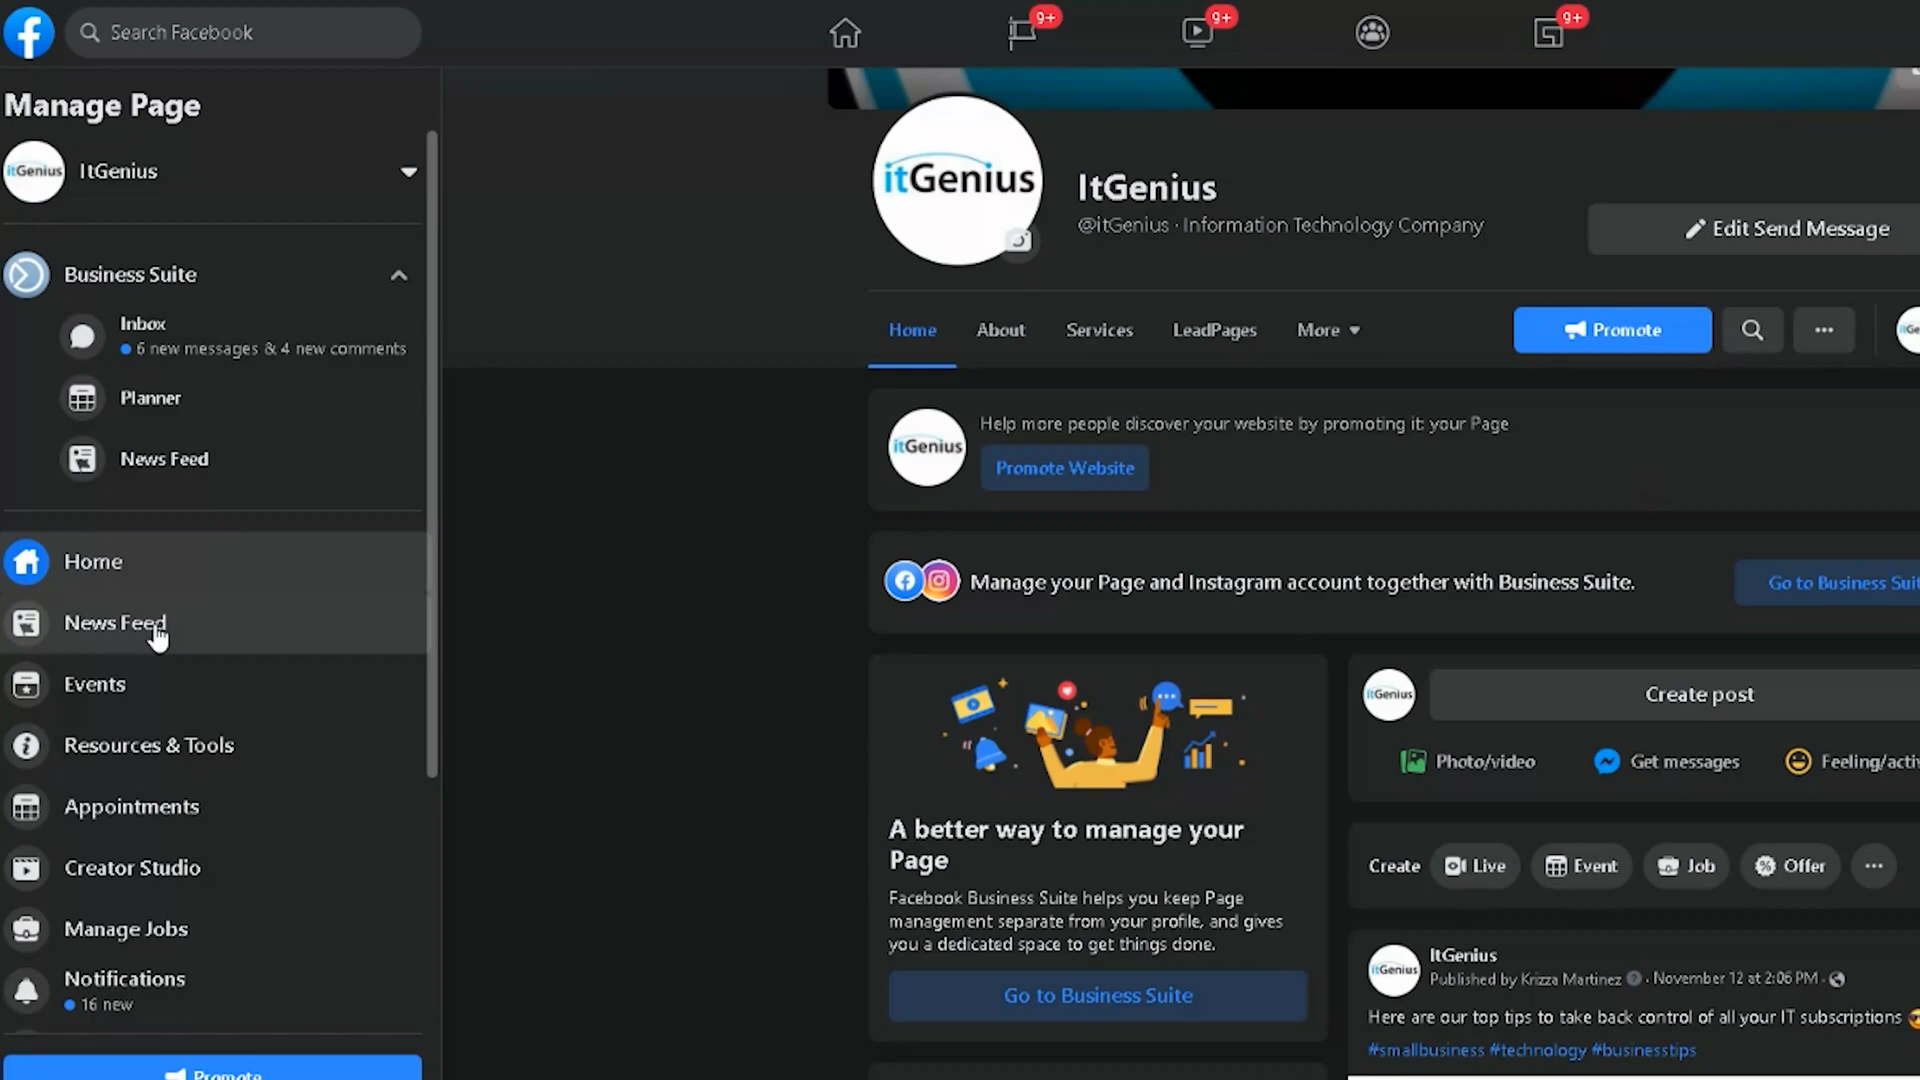 Search Facebook
9+
9+
9+
Manage Page
itGenius
ItGenius
Business Suite
Inbox
6 new messages & 4 new comments
Planner
News Feed
Home
News Feed
Events
Resources & Tools
Appointments
Creator Studio
Manage Jobs
Notifications
16 new
Promote
itGenius
ItGenius
@itGenius · Information Technology Company
Edit Send Message
Home
About
Services
LeadPages
More
Promote
itGenius
Help more people discover your website by promoting it: your Page
Promote Website
Manage your Page and Instagram account together with Business Suite.
Go to Business Suit
A better way to manage your
Page
Facebook Business Suite helps you keep Page
management separate from your profile, and gives
you a dedicated space to get things done.
Go to Business Suite
itGenius
Create post
Photo/video
Get messages
Feeling/activ
Create
Live
Event
Job
Offer
itGenius
ItGenius
Published by Krizza Martinez · November 12 at 2:06 PM ·
Here are our top tips to take back control of all your IT subscriptions 😎
#smallbusiness #technology #businesstips